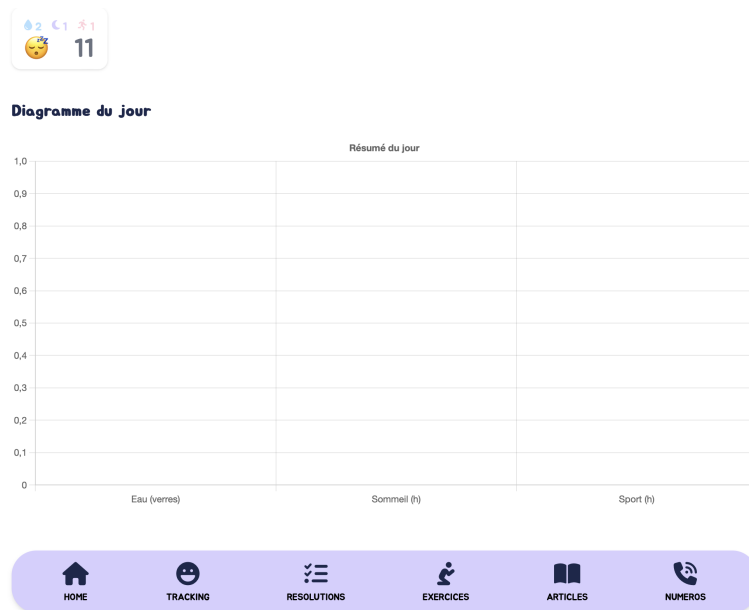 2 1 1
11
Diagramme du jour
Résumé du jour
1,0
0,9
0,8
0,7
0,6
0,5
0,4
0,3
0,2
0,1
0
Eau (verres) Sommeil (h) Sport (h)
HOME TRACKING RESOLUTIONS EXERCICES ARTICLES NUMEROS